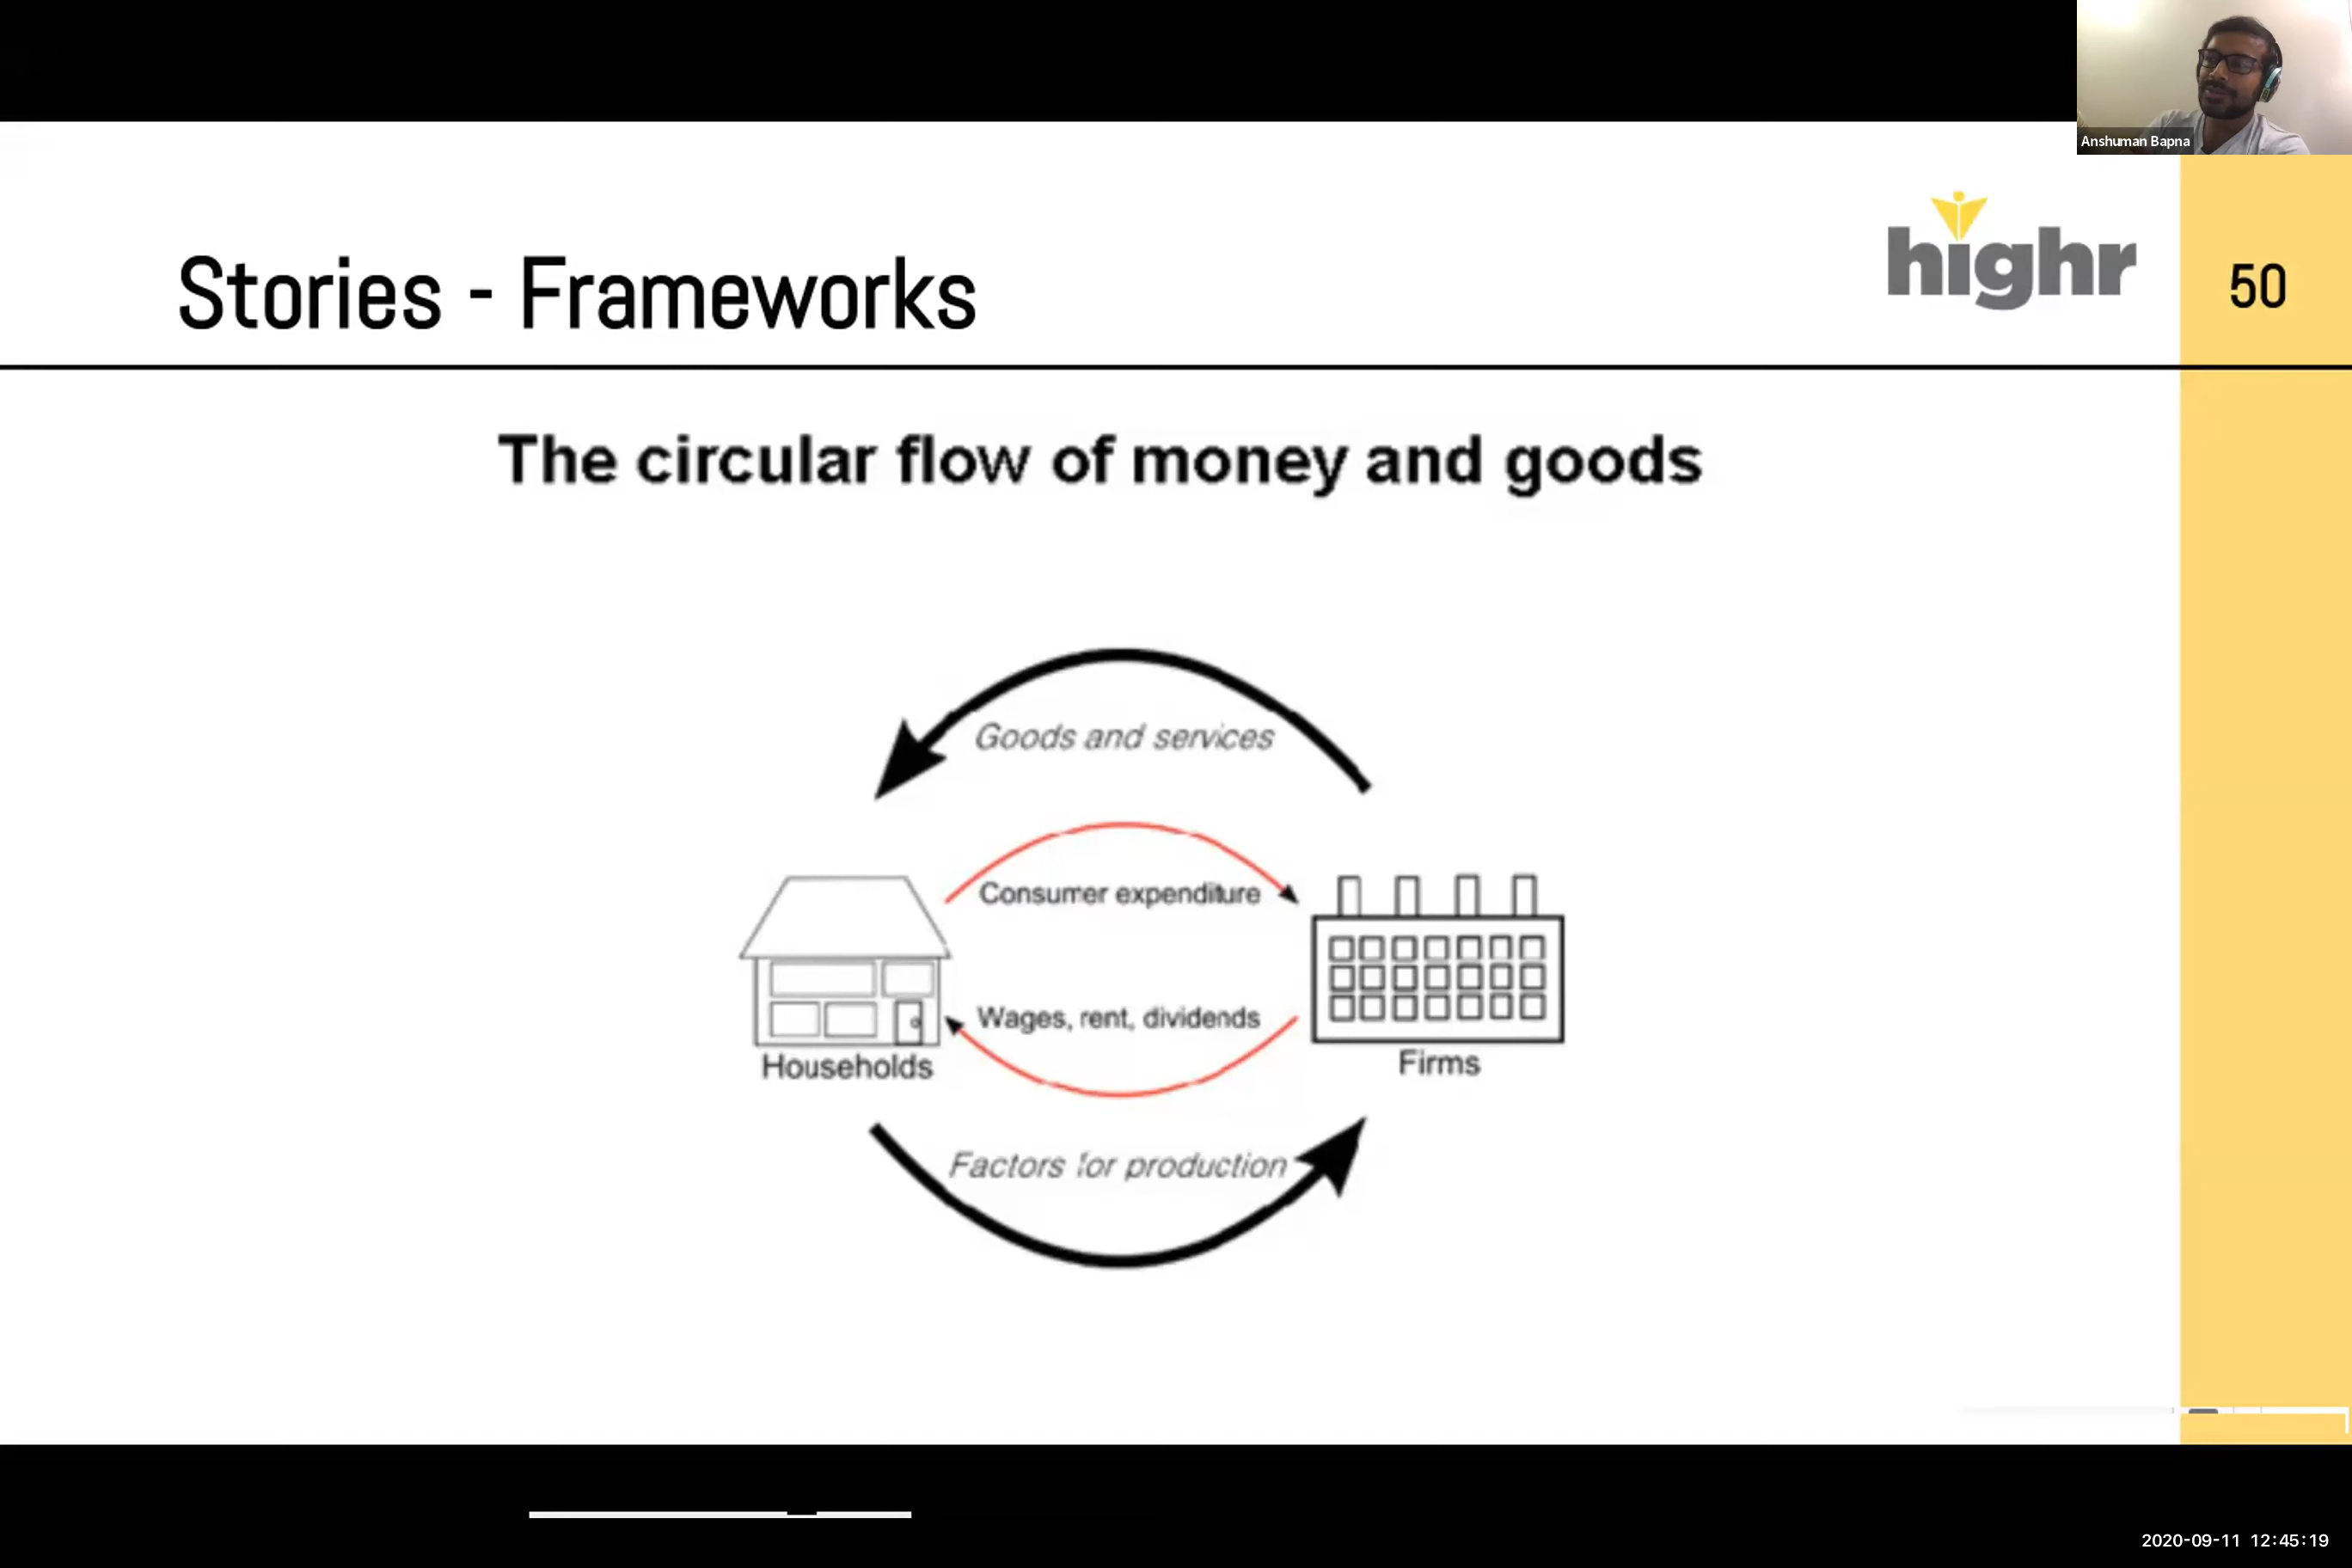 Anshuman Bapna
highr
50
Stories - Frameworks
The circular flow of money and goods
Goods and services
Consumer expenditure
Wages, rent, dividends
Households
Firms
Factors for production
2020-09-11 12:45:19